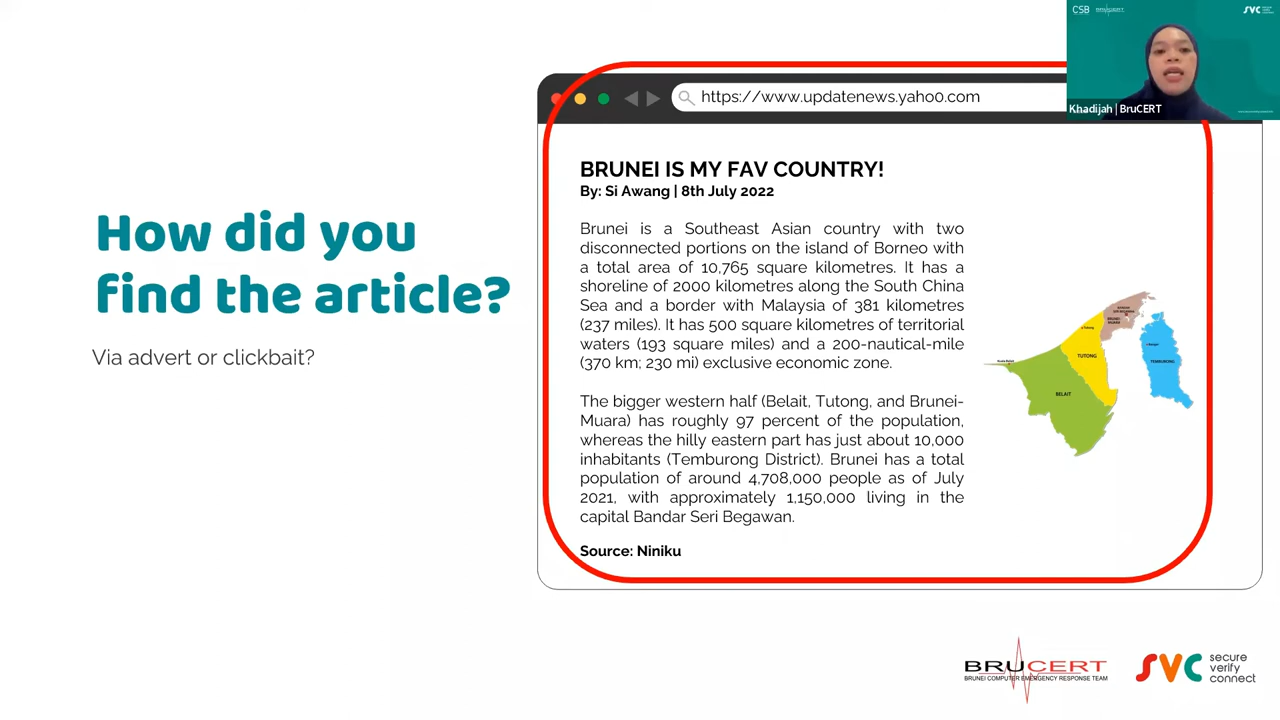 CSB BRUCERT
SVC
Khadijah | BruCERT
https://www.updatenews.yaho0.com
How did you
find the article?
Via advert or clickbait?
BRUNEI IS MY FAV COUNTRY!
By: Si Awang | 8th July 2022
Brunei is a Southeast Asian country with two
disconnected portions on the island of Borneo with
a total area of 10,765 square kilometres. It has a
shoreline of 2000 kilometres along the South China
Sea and a border with Malaysia of 381 kilometres
(237 miles). It has 500 square kilometres of territorial
waters (193 square miles) and a 200-nautical-mile
(370 km; 230 mi) exclusive economic zone.
The bigger western half (Belait, Tutong, and Brunei-
Muara) has roughly 97 percent of the population,
whereas the hilly eastern part has just about 10,000
inhabitants (Temburong District). Brunei has a total
population of around 4,708,000 people as of July
2021, with approximately 1,150,000 living in the
capital Bandar Seri Begawan.
Source: Niniku
TUTONG
BELAIT
TEMBURONG
BRUCERT
BRUNEI COMPUTER EMERGENCY RESPONSE TEAM
SVC
secure
verify
connect